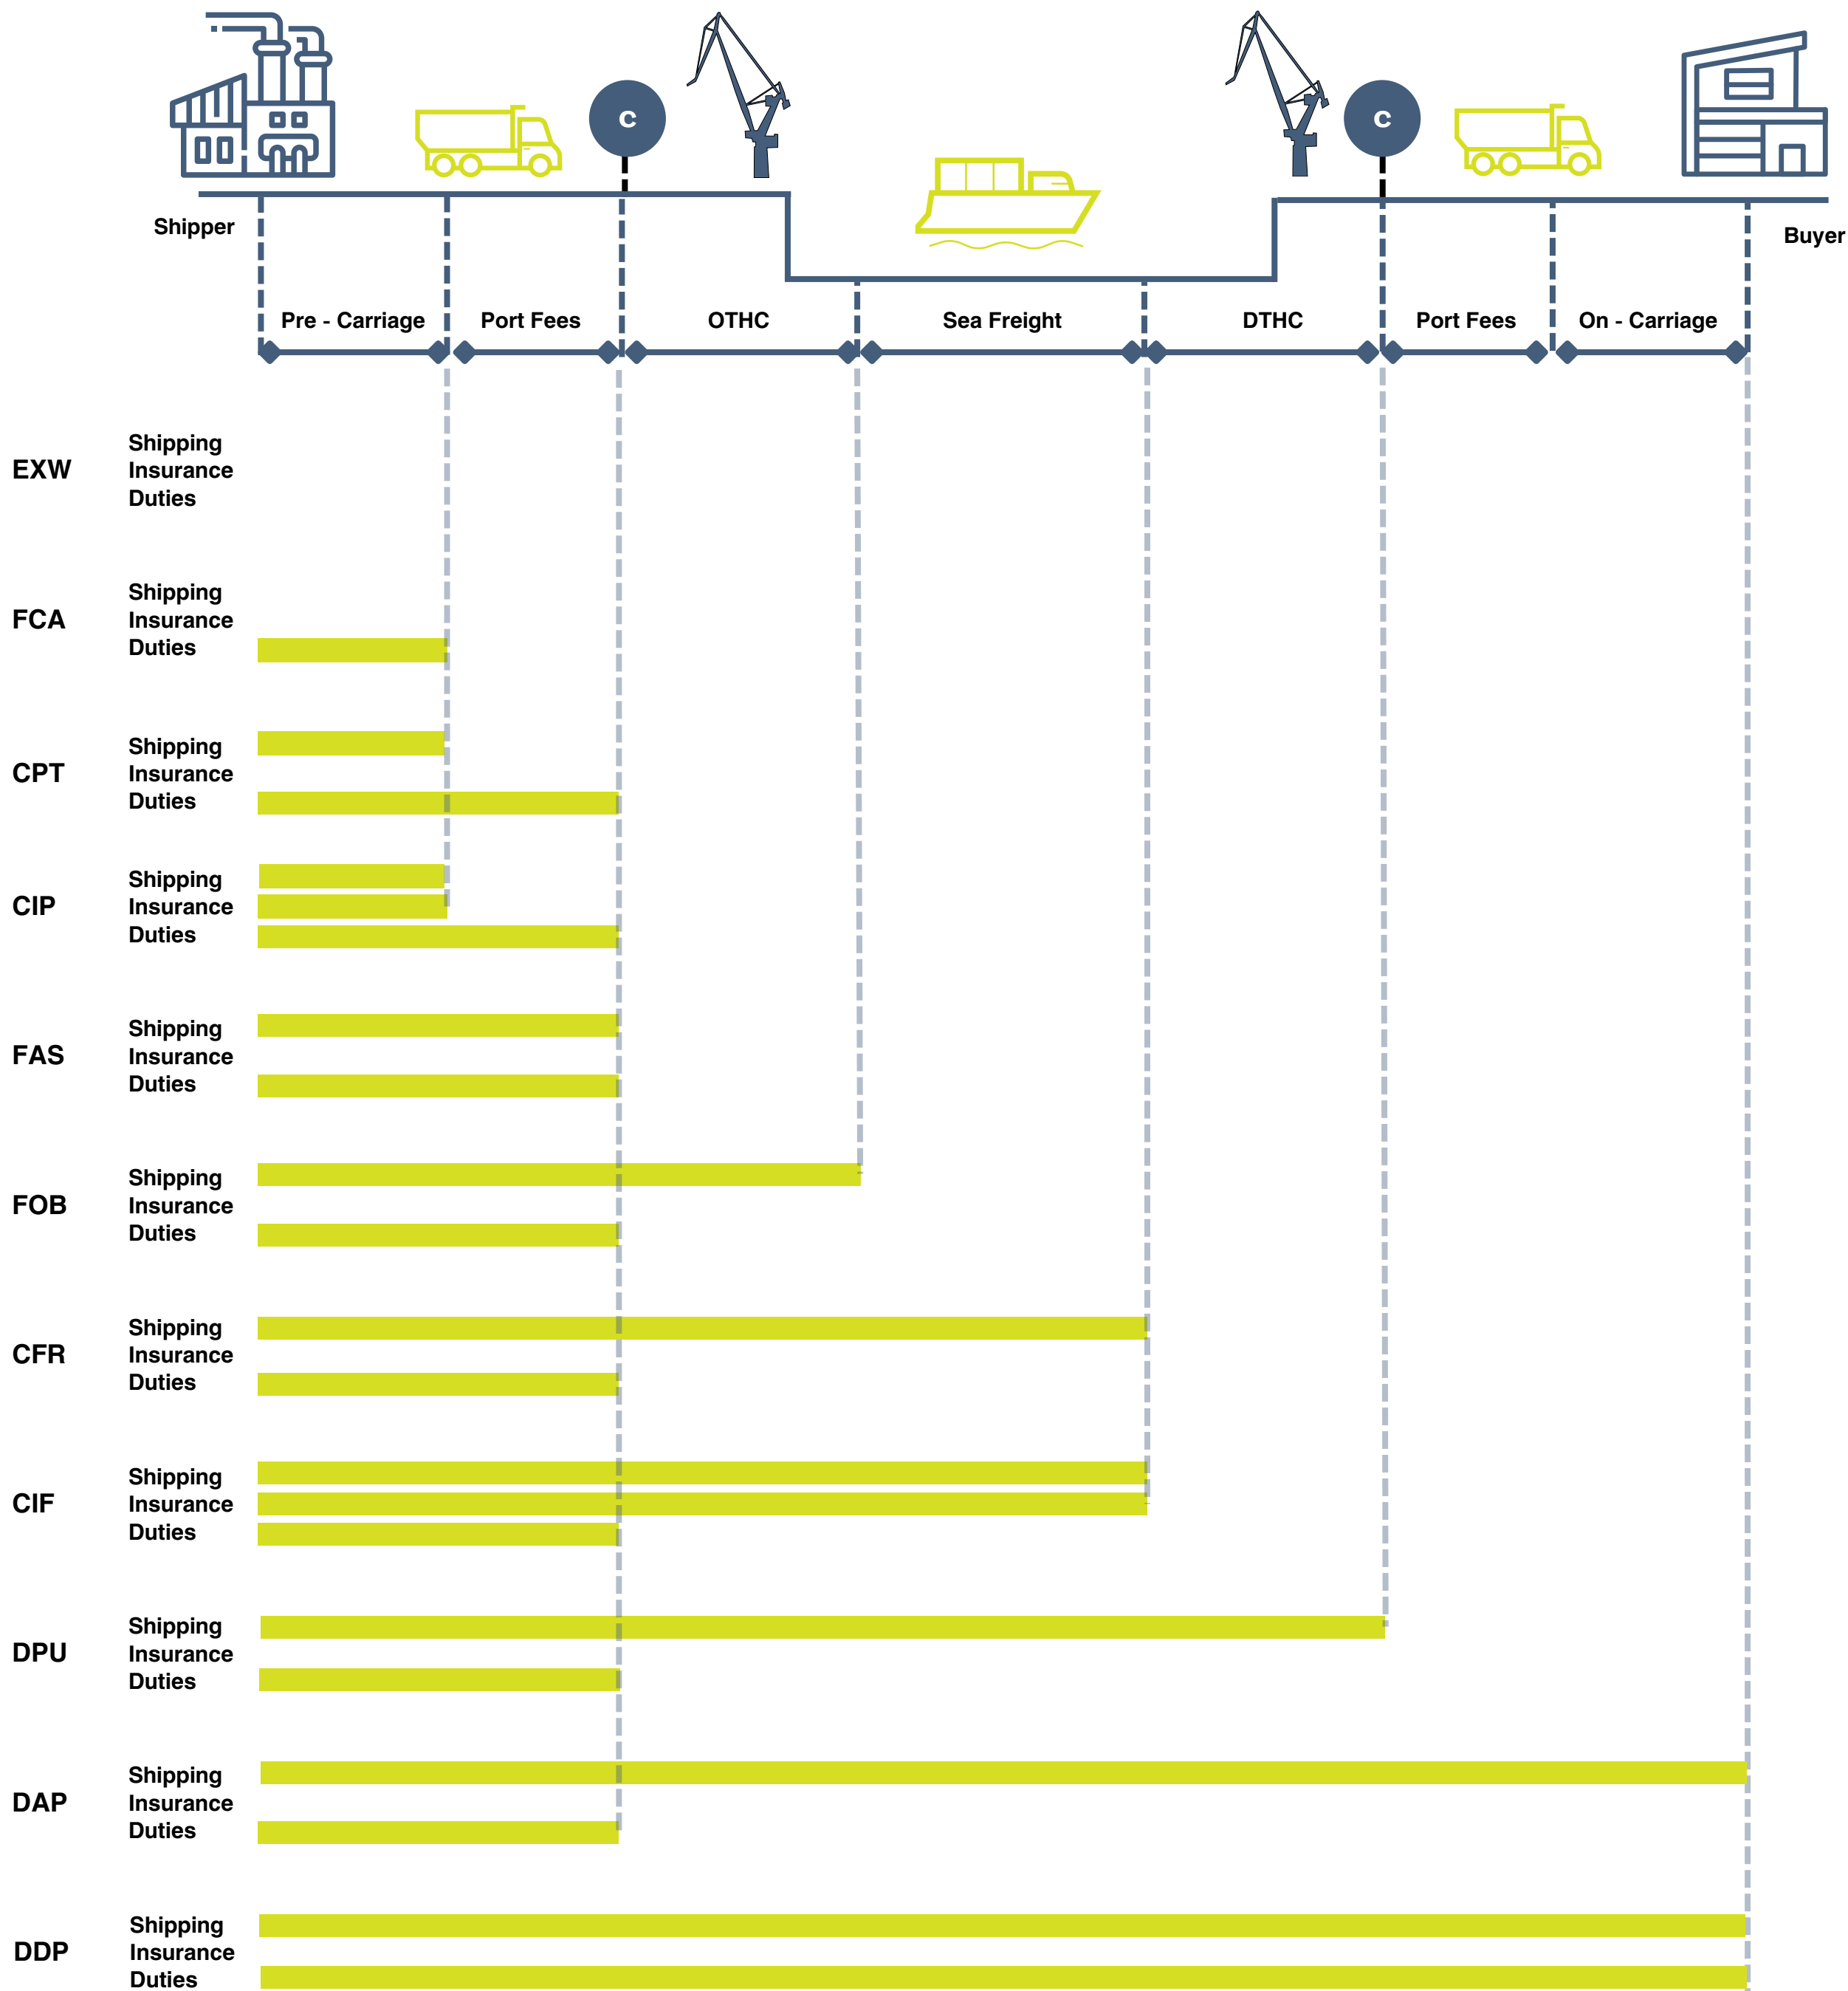 C
C
Shipper
Buyer
Pre - Carriage
Port Fees
OTHC
Sea Freight
DTHC
Port Fees
On - Carriage
EXW
Shipping
Insurance
Duties
FCA
Shipping
Insurance
Duties
CPT
Shipping
Insurance
Duties
CIP
Shipping
Insurance
Duties
FAS
Shipping
Insurance
Duties
FOB
Shipping
Insurance
Duties
CFR
Shipping
Insurance
Duties
CIF
Shipping
Insurance
Duties
DPU
Shipping
Insurance
Duties
DAP
Shipping
Insurance
Duties
DDP
Shipping
Insurance
Duties